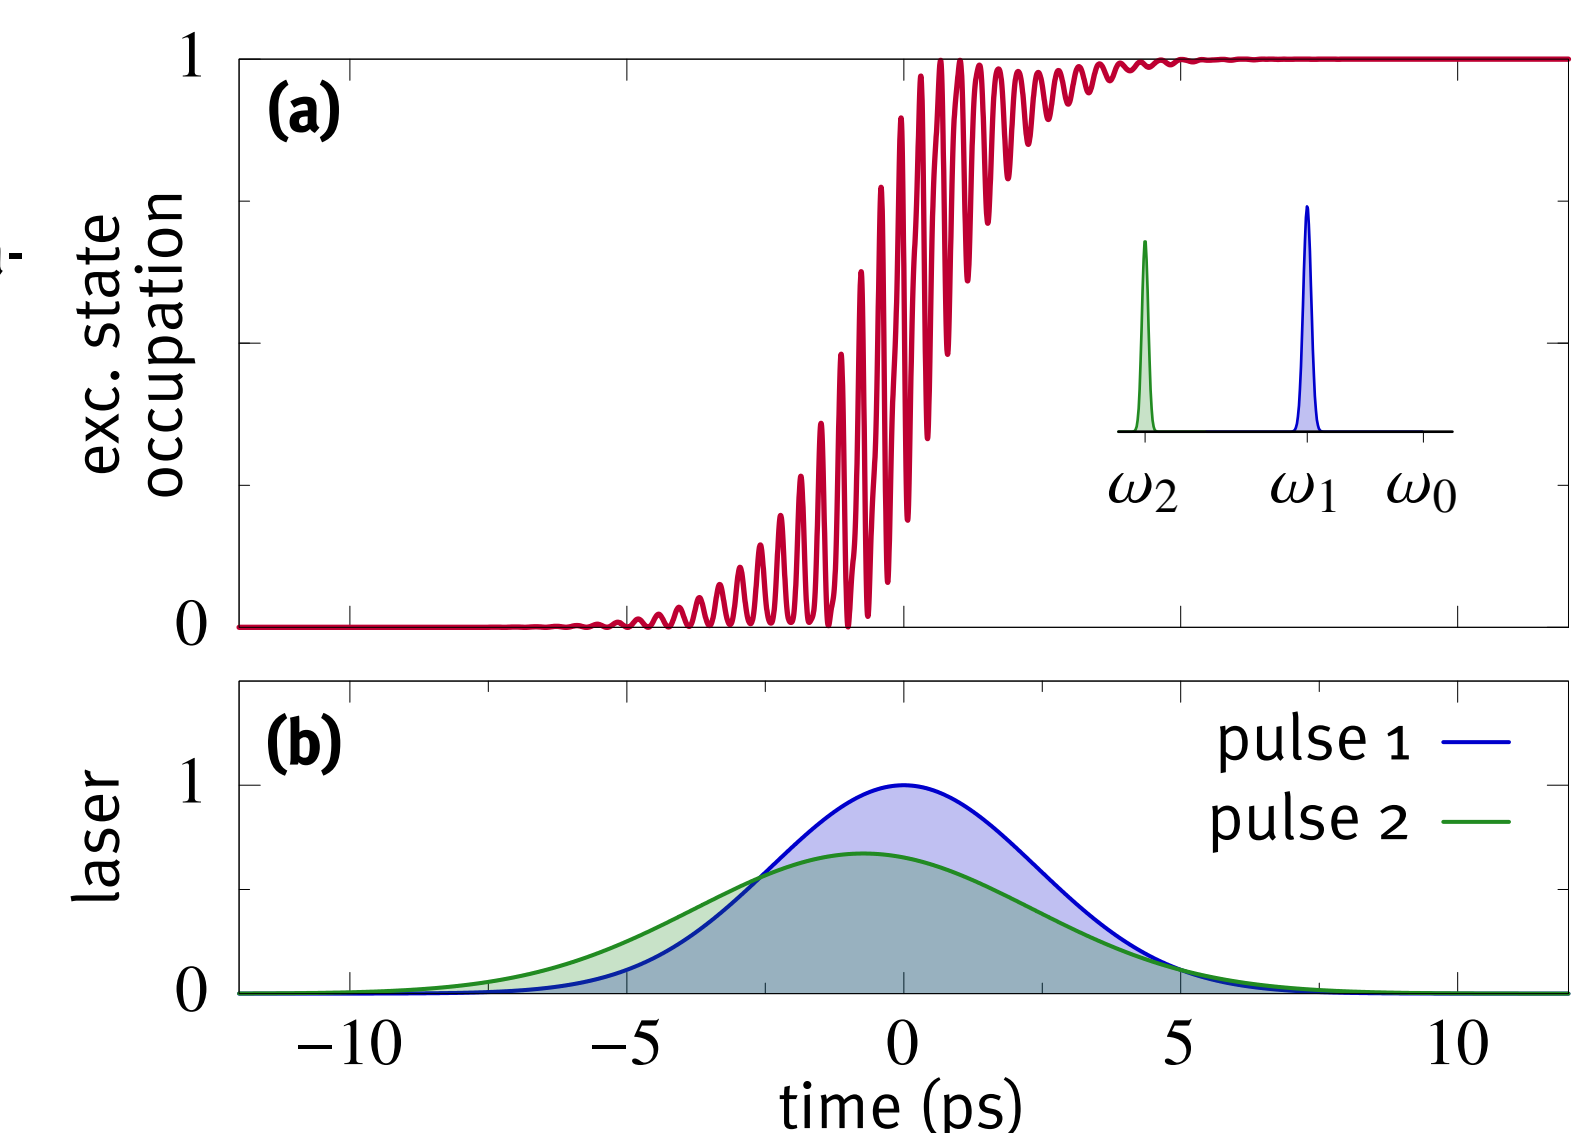 1
(a)
exc. state
occupation
0
ω2 ω1 ω0
(b)
pulse 1
pulse 2
1
laser
0
−10 −5 0 5 10
time (ps)